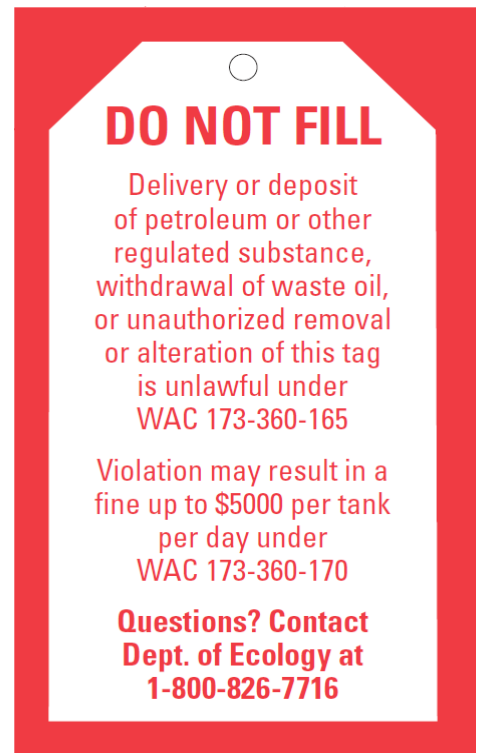 DO NOT FILL
Delivery or deposit
of petroleum or other
regulated substance,
withdrawal of waste oil,
or unauthorized removal
or alteration of this tag
is unlawful under
WAC 173-360-165
Violation may result in a
fine up to $5000 per tank
per day under
WAC 173-360-170
Questions? Contact
Dept. of Ecology at
1-800-826-7716